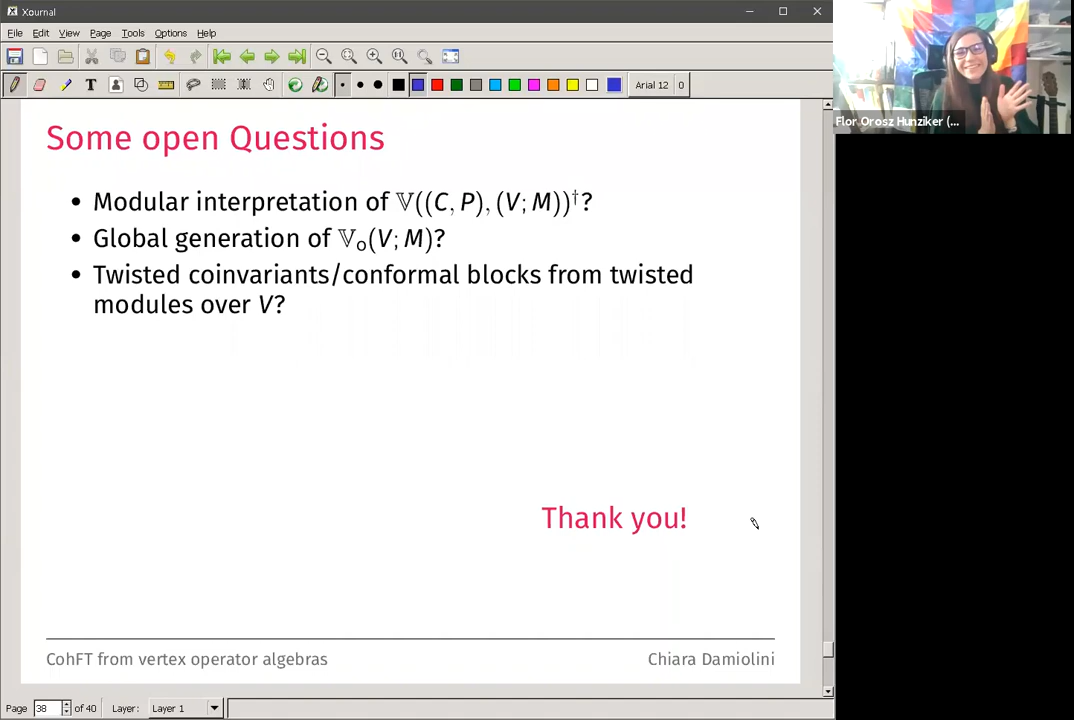 Xournal
File Edit View Page Tools Options Help
Arial 12 0
Some open Questions
• Modular interpretation of 𝕍((C, P), (V; M))†?
• Global generation of 𝕍₀(V; M)?
• Twisted coinvariants/conformal blocks from twisted
modules over V?
Thank you!
CohFT from vertex operator algebras Chiara Damiolini
Page 38 of 40 Layer: Layer 1
Flor Orosz Hunziker (...